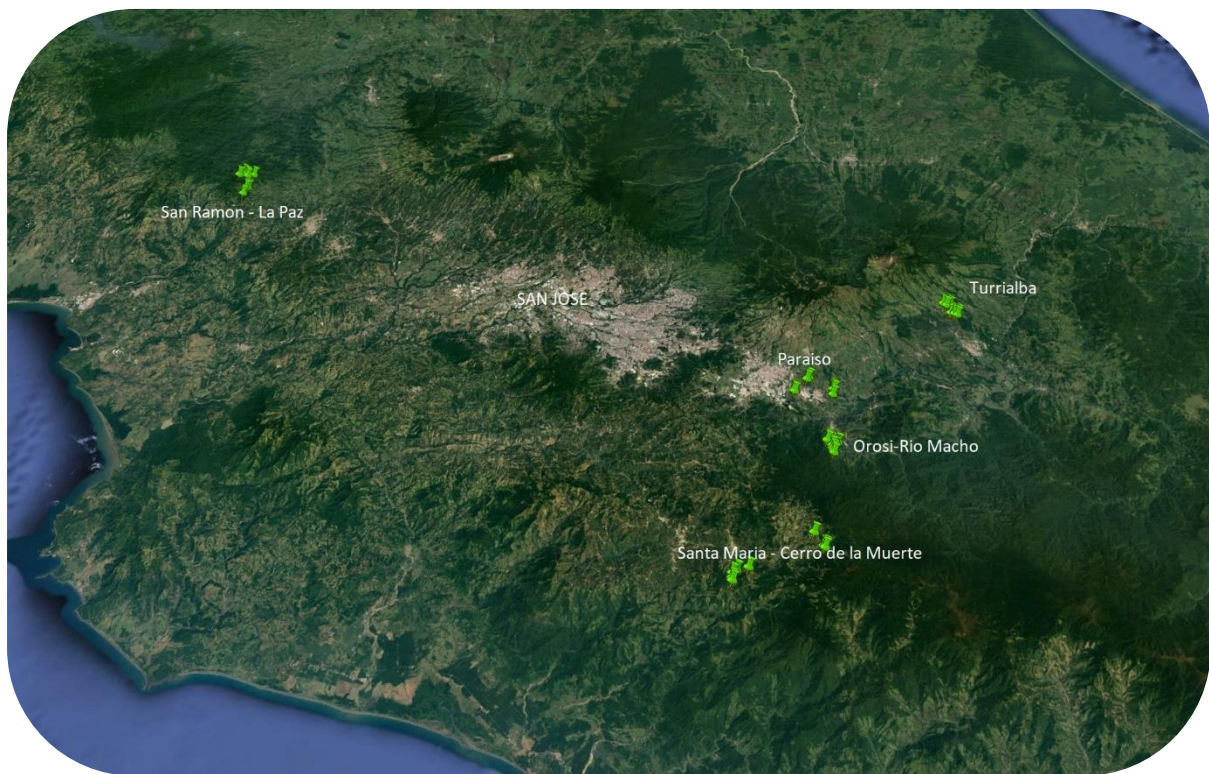 San Ramon - La Paz
SAN JOSE
Turrialba
Paraiso
Orosi-Rio Macho
Santa Maria - Cerro de la Muerte